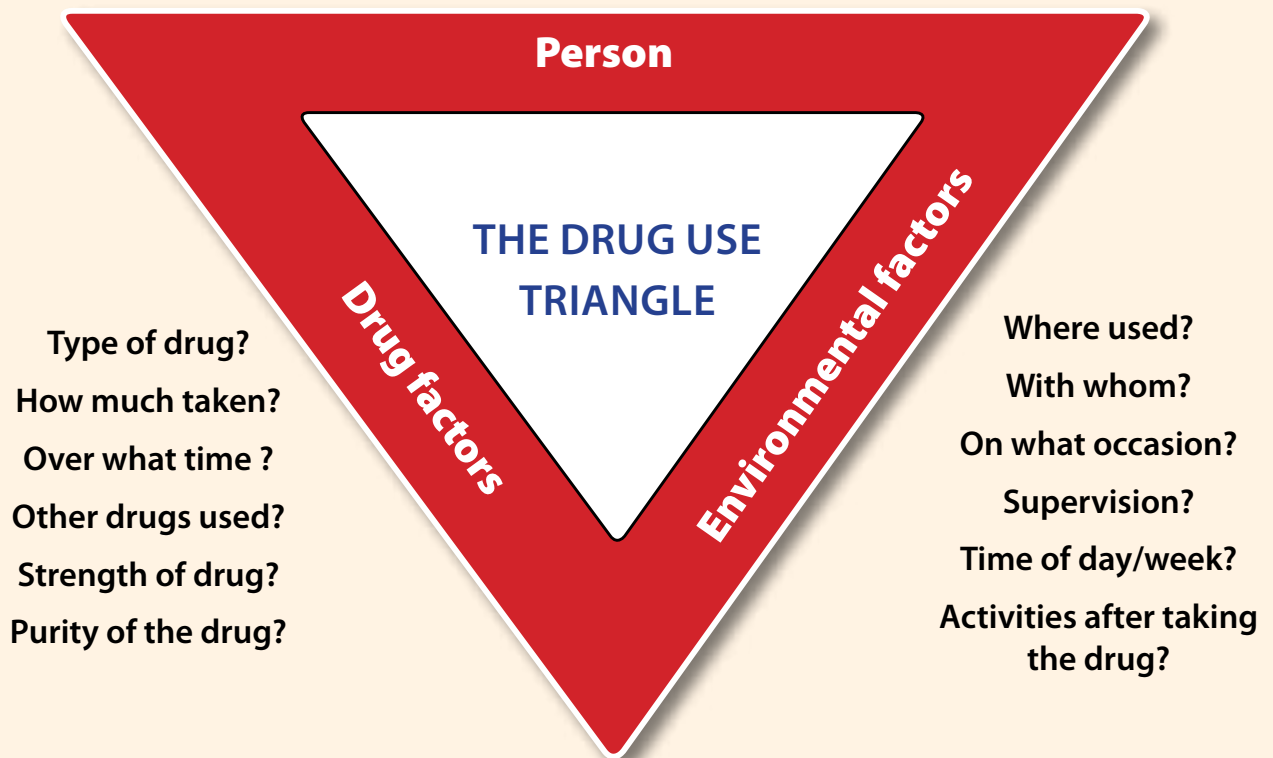 Person
THE DRUG USE
TRIANGLE
Drug factors
Environmental factors
Type of drug?
How much taken?
Over what time ?
Other drugs used?
Strength of drug?
Purity of the drug?
Where used?
With whom?
On what occasion?
Supervision?
Time of day/week?
Activities after taking
the drug?